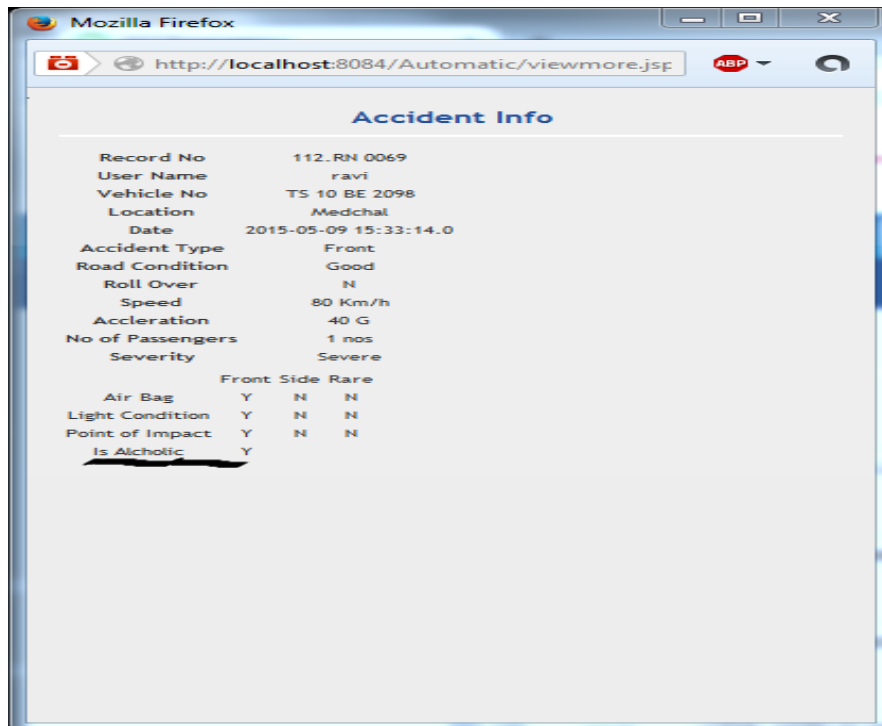 Mozilla Firefox
http://localhost:8084/Automatic/viewmore.jsp
ABP
Accident Info
Record No 112.RN 0069
User Name ravi
Vehicle No TS 10 BE 2098
Location Medchal
Date 2015-05-09 15:33:14.0
Accident Type Front
Road Condition Good
Roll Over N
Speed 80 Km/h
Accleration 40 G
No of Passengers 1 nos
Severity Severe
Front Side Rare
Air Bag Y N N
Light Condition Y N N
Point of Impact Y N N
Is Alcholic Y